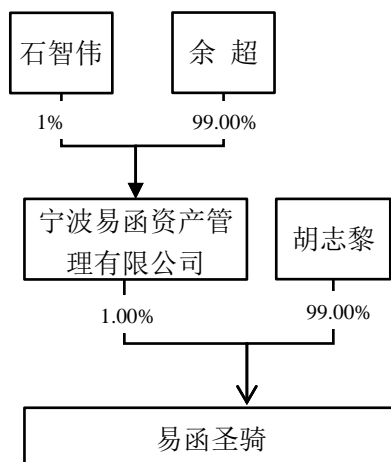 石智伟
余 超
1%
99.00%
宁波易函资产管
理有限公司
胡志黎
1.00%
99.00%
易函圣骑